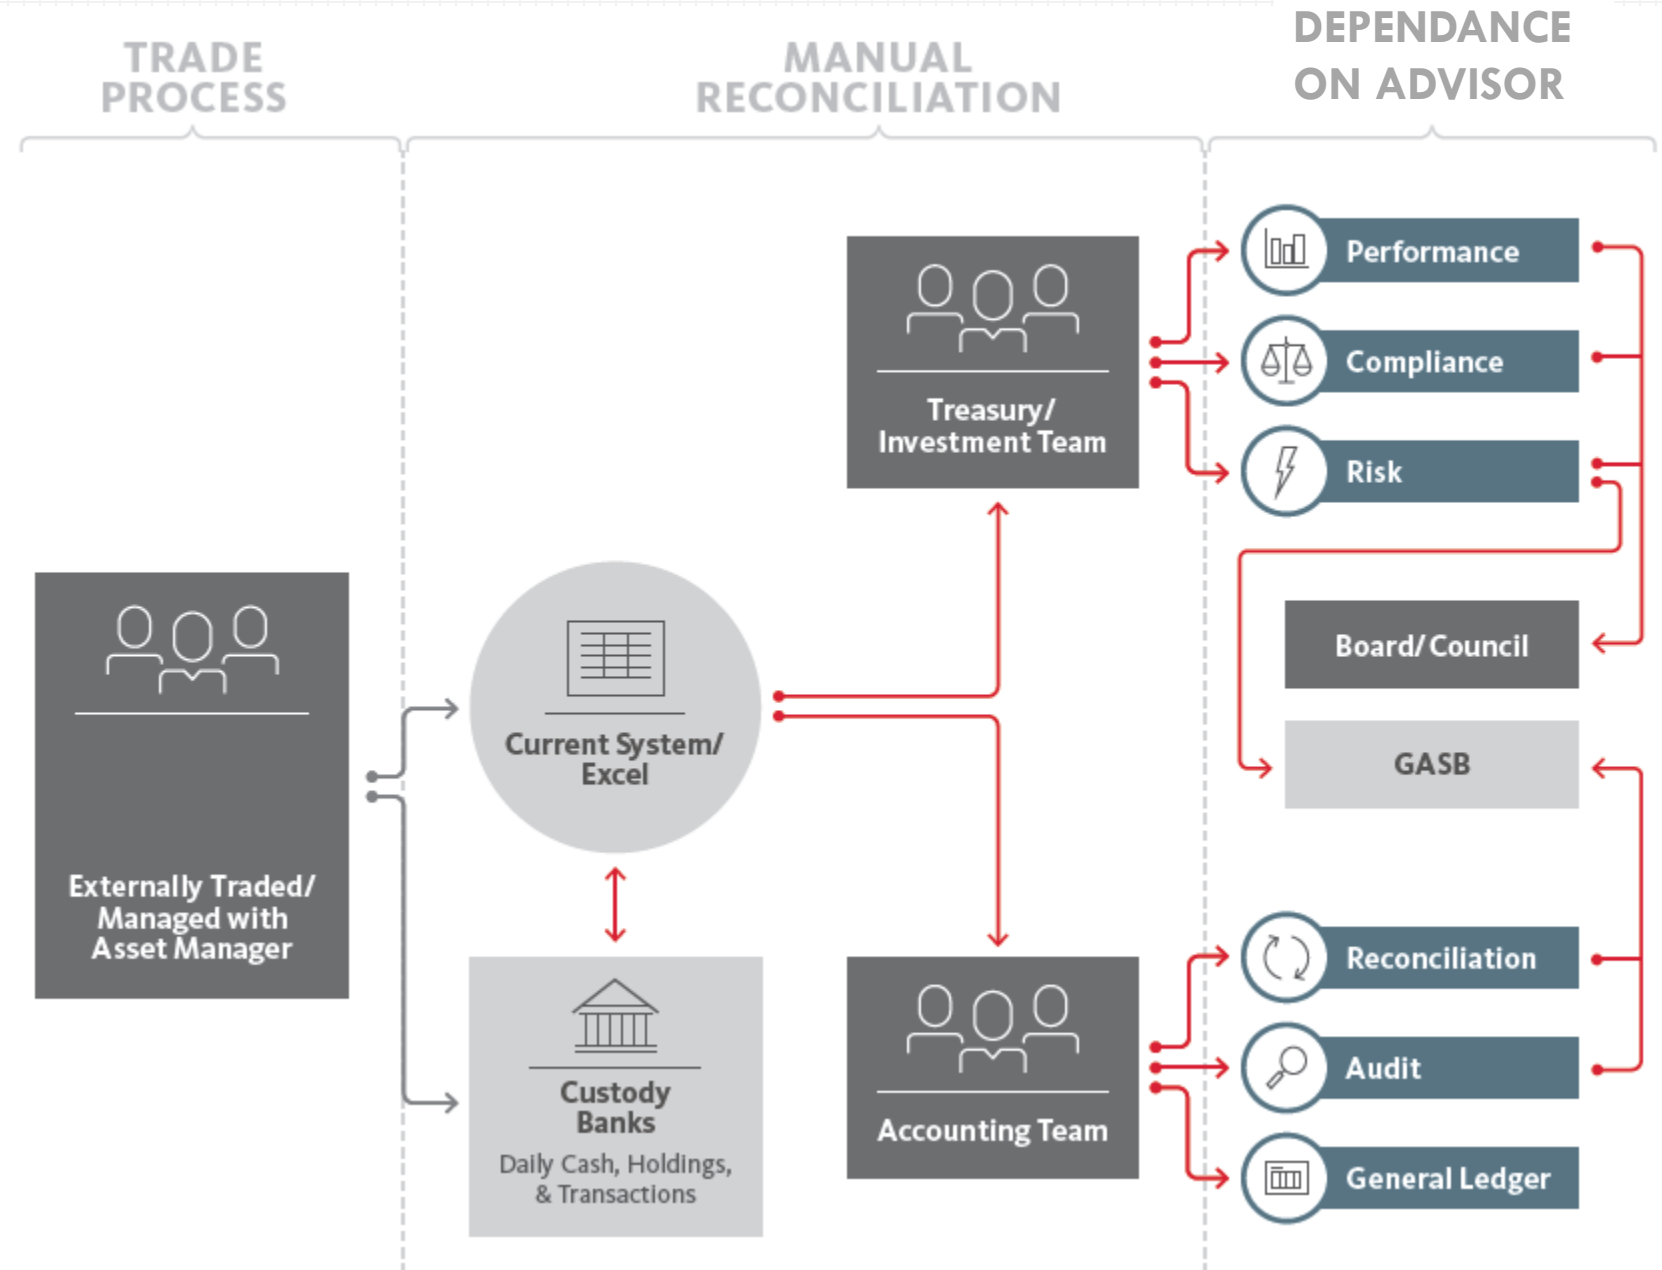 TRADE
PROCESS
MANUAL
RECONCILIATION
DEPENDANCE
ON ADVISOR
Externally Traded/
Managed with
Asset Manager
Current System/
Excel
Custody
Banks
Daily Cash, Holdings,
& Transactions
Treasury/
Investment Team
Accounting Team
Performance
Compliance
Risk
Board/ Council
GASB
Reconciliation
Audit
General Ledger